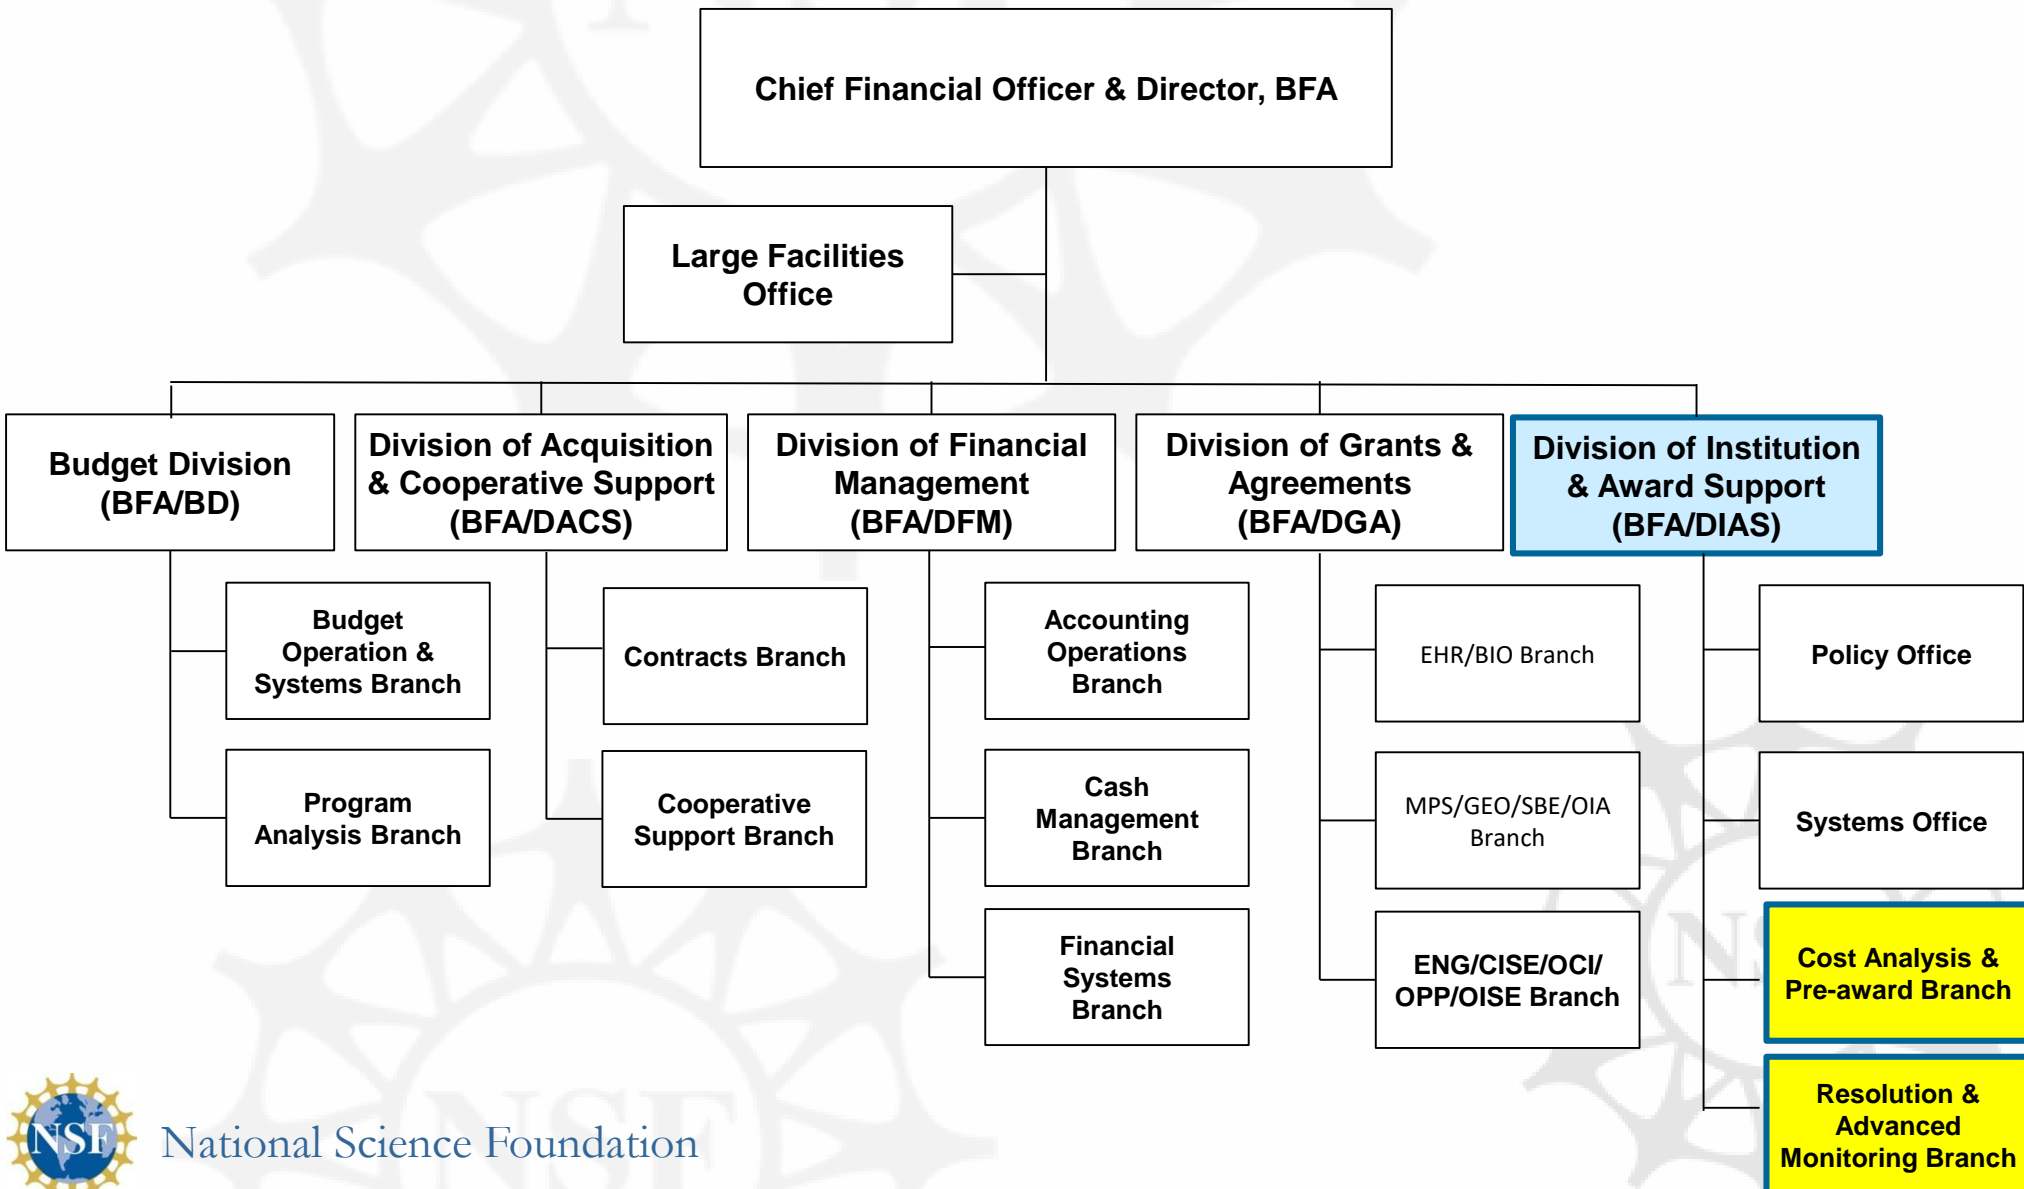 Chief Financial Officer & Director, BFA
Large Facilities
Office
Budget Division
(BFA/BD)
Division of Acquisition
& Cooperative Support
(BFA/DACS)
Division of Financial
Management
(BFA/DFM)
Division of Grants &
Agreements
(BFA/DGA)
Division of Institution
& Award Support
(BFA/DIAS)
Budget
Operation &
Systems Branch
Program
Analysis Branch
Contracts Branch
Cooperative
Support Branch
Accounting
Operations
Branch
Cash
Management
Branch
Financial
Systems
Branch
EHR/BIO Branch
MPS/GEO/SBE/OIA
Branch
ENG/CISE/OCI/
OPP/OISE Branch
Policy Office
Systems Office
Cost Analysis &
Pre-award Branch
Resolution &
Advanced
Monitoring Branch
NSF
National Science Foundation
NSF